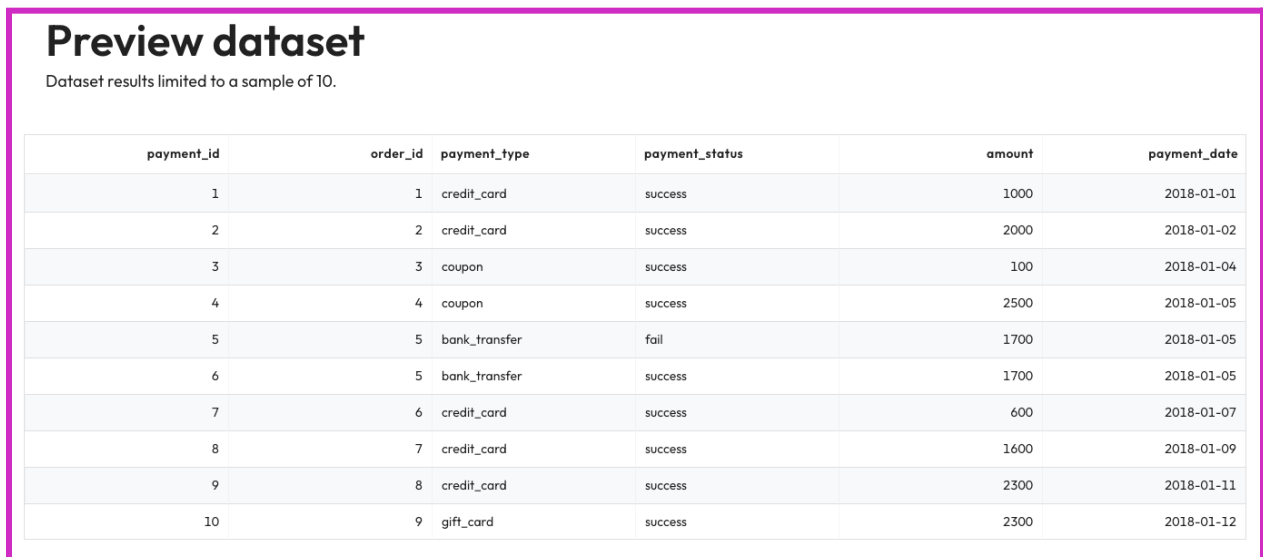 Preview dataset
Dataset results limited to a sample of 10.
payment_id order_id payment_type payment_status amount payment_date
1 1 credit_card success 1000 2018-01-01
2 2 credit_card success 2000 2018-01-02
3 3 coupon success 100 2018-01-04
4 4 coupon success 2500 2018-01-05
5 5 bank_transfer fail 1700 2018-01-05
6 5 bank_transfer success 1700 2018-01-05
7 6 credit_card success 600 2018-01-07
8 7 credit_card success 1600 2018-01-09
9 8 credit_card success 2300 2018-01-11
10 9 gift_card success 2300 2018-01-12